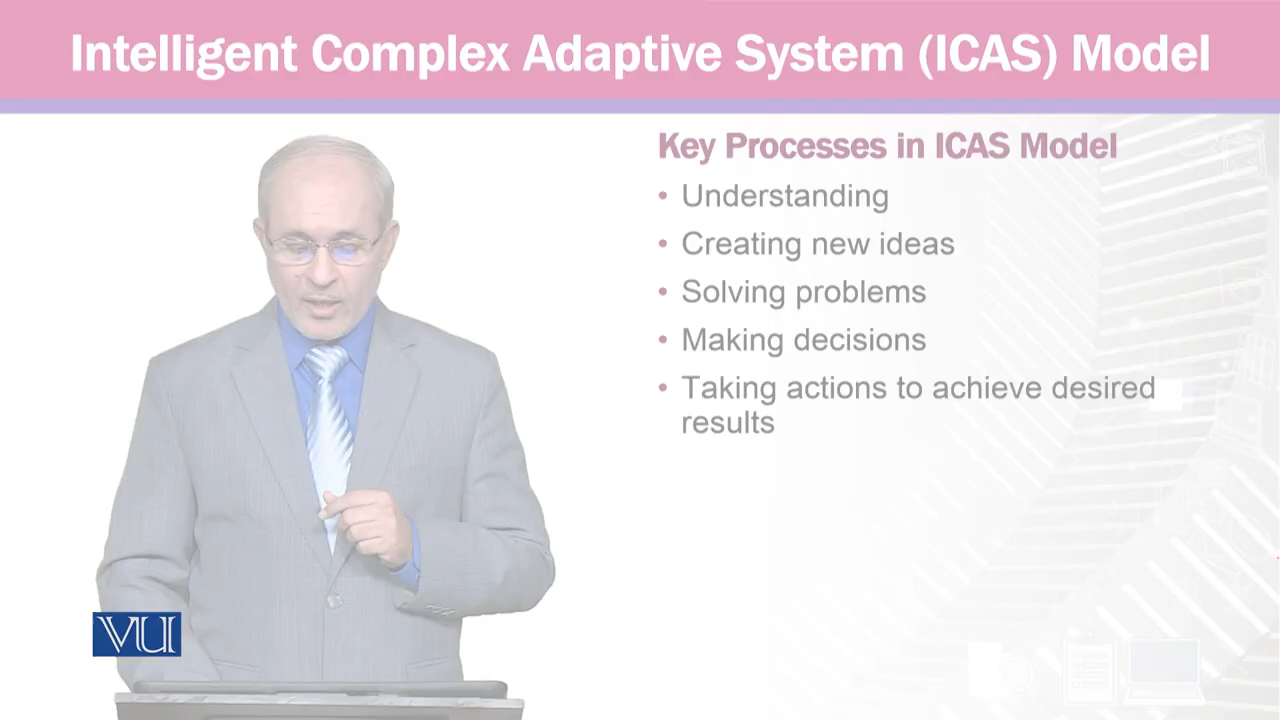 Intelligent Complex Adaptive System (ICAS) Model
Key Processes in ICAS Model
• Understanding
• Creating new ideas
• Solving problems
• Making decisions
• Taking actions to achieve desired
results
VU